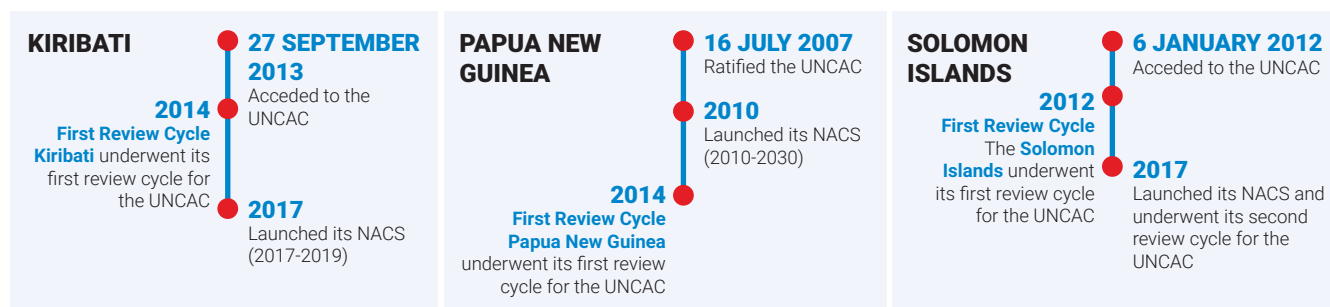 KIRIBATI
27 SEPTEMBER
2013
Acceded to the
UNCAC
2014
First Review Cycle
Kiribati underwent its
first review cycle for
the UNCAC
2017
Launched its NACS
(2017-2019)
PAPUA NEW
GUINEA
16 JULY 2007
Ratified the UNCAC
2010
Launched its NACS
(2010-2030)
2014
First Review Cycle
Papua New Guinea
underwent its first review
cycle for the UNCAC
SOLOMON
ISLANDS
6 JANUARY 2012
Acceded to the UNCAC
2012
First Review Cycle
The Solomon
Islands underwent
its first review cycle
for the UNCAC
2017
Launched its NACS and
underwent its second
review cycle for the
UNCAC